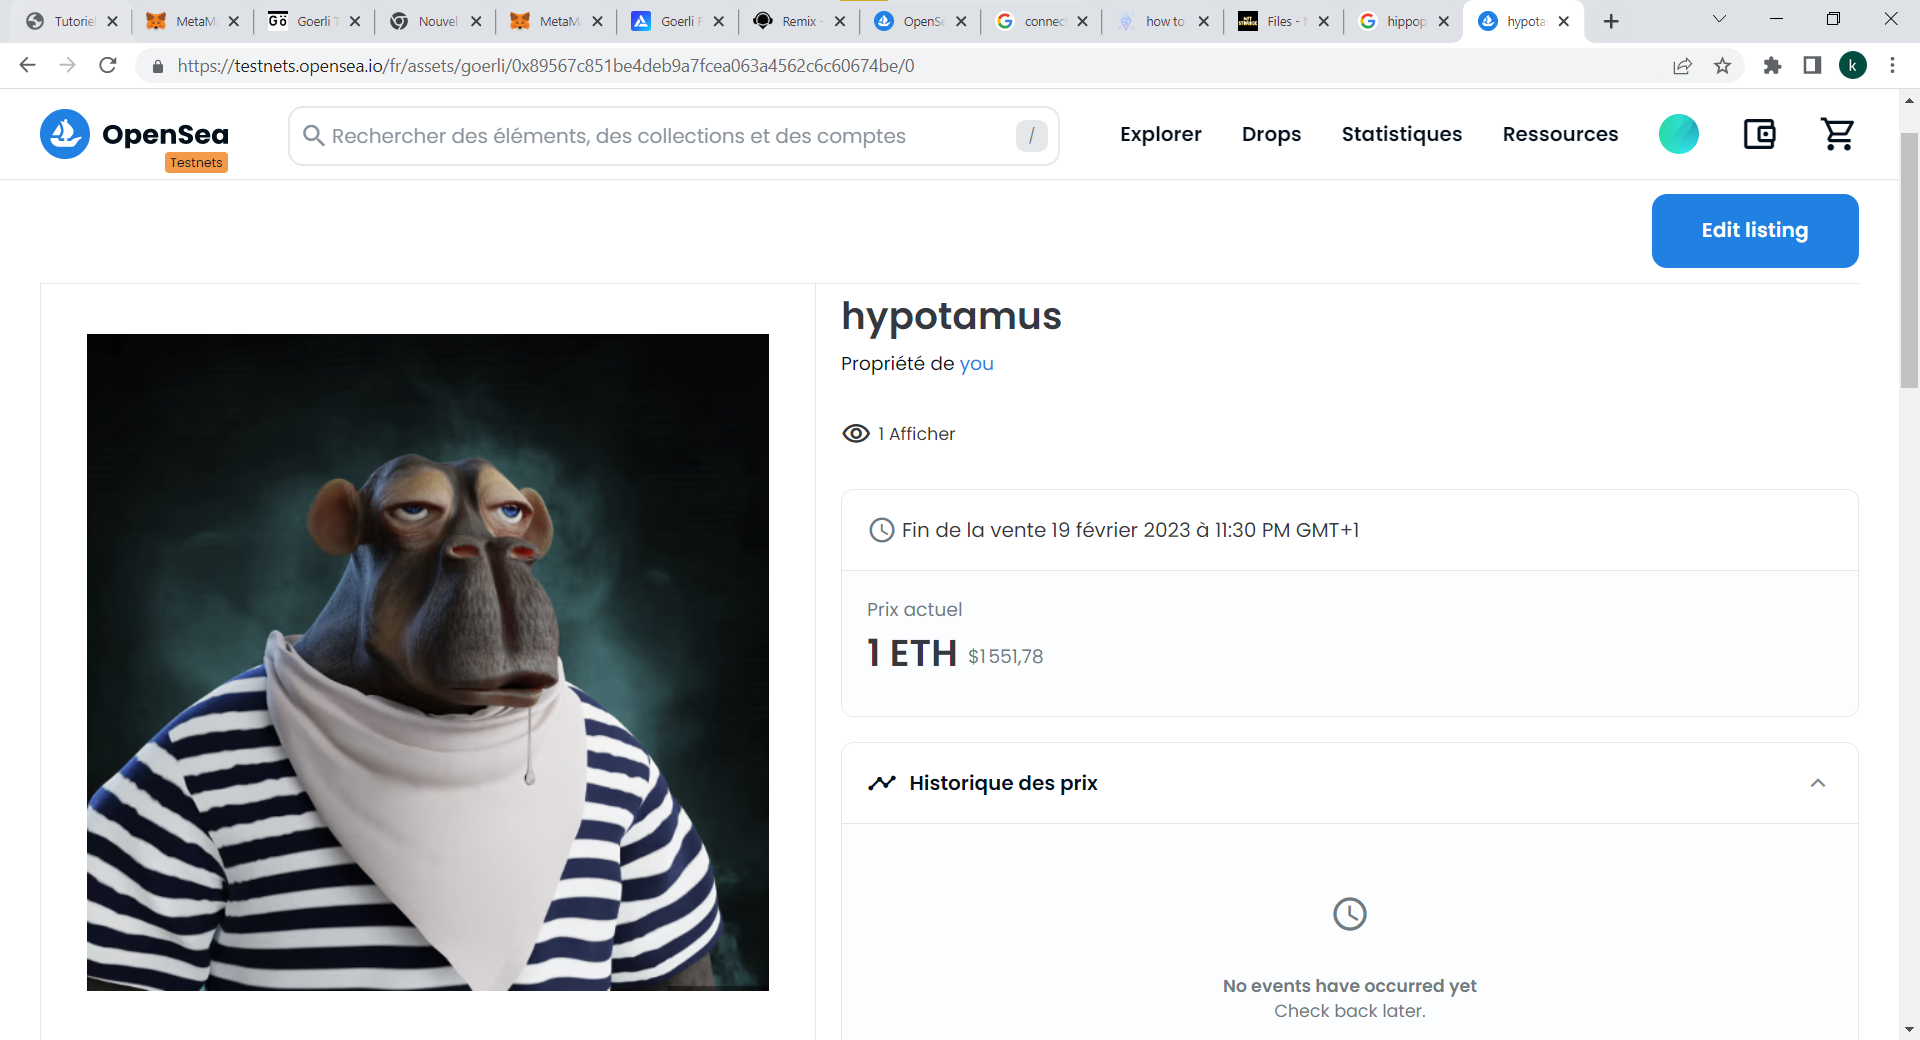 Tutoriel
MetaM
Goerli T
Nouvel
MetaM
Goerli F
Remix -
OpenSe
connec
how to
Files - N
hippop
hypota
https://testnets.opensea.io/fr/assets/goerli/0x89567c851be4deb9a7fcea063a4562c6c60674be/0
k
OpenSea
Testnets
Rechercher des éléments, des collections et des comptes
/
Explorer
Drops
Statistiques
Ressources
Edit listing
hypotamus
Propriété de you
1 Afficher
Fin de la vente 19 février 2023 à 11:30 PM GMT+1
Prix actuel
1 ETH $1 551,78
Historique des prix
No events have occurred yet
Check back later.